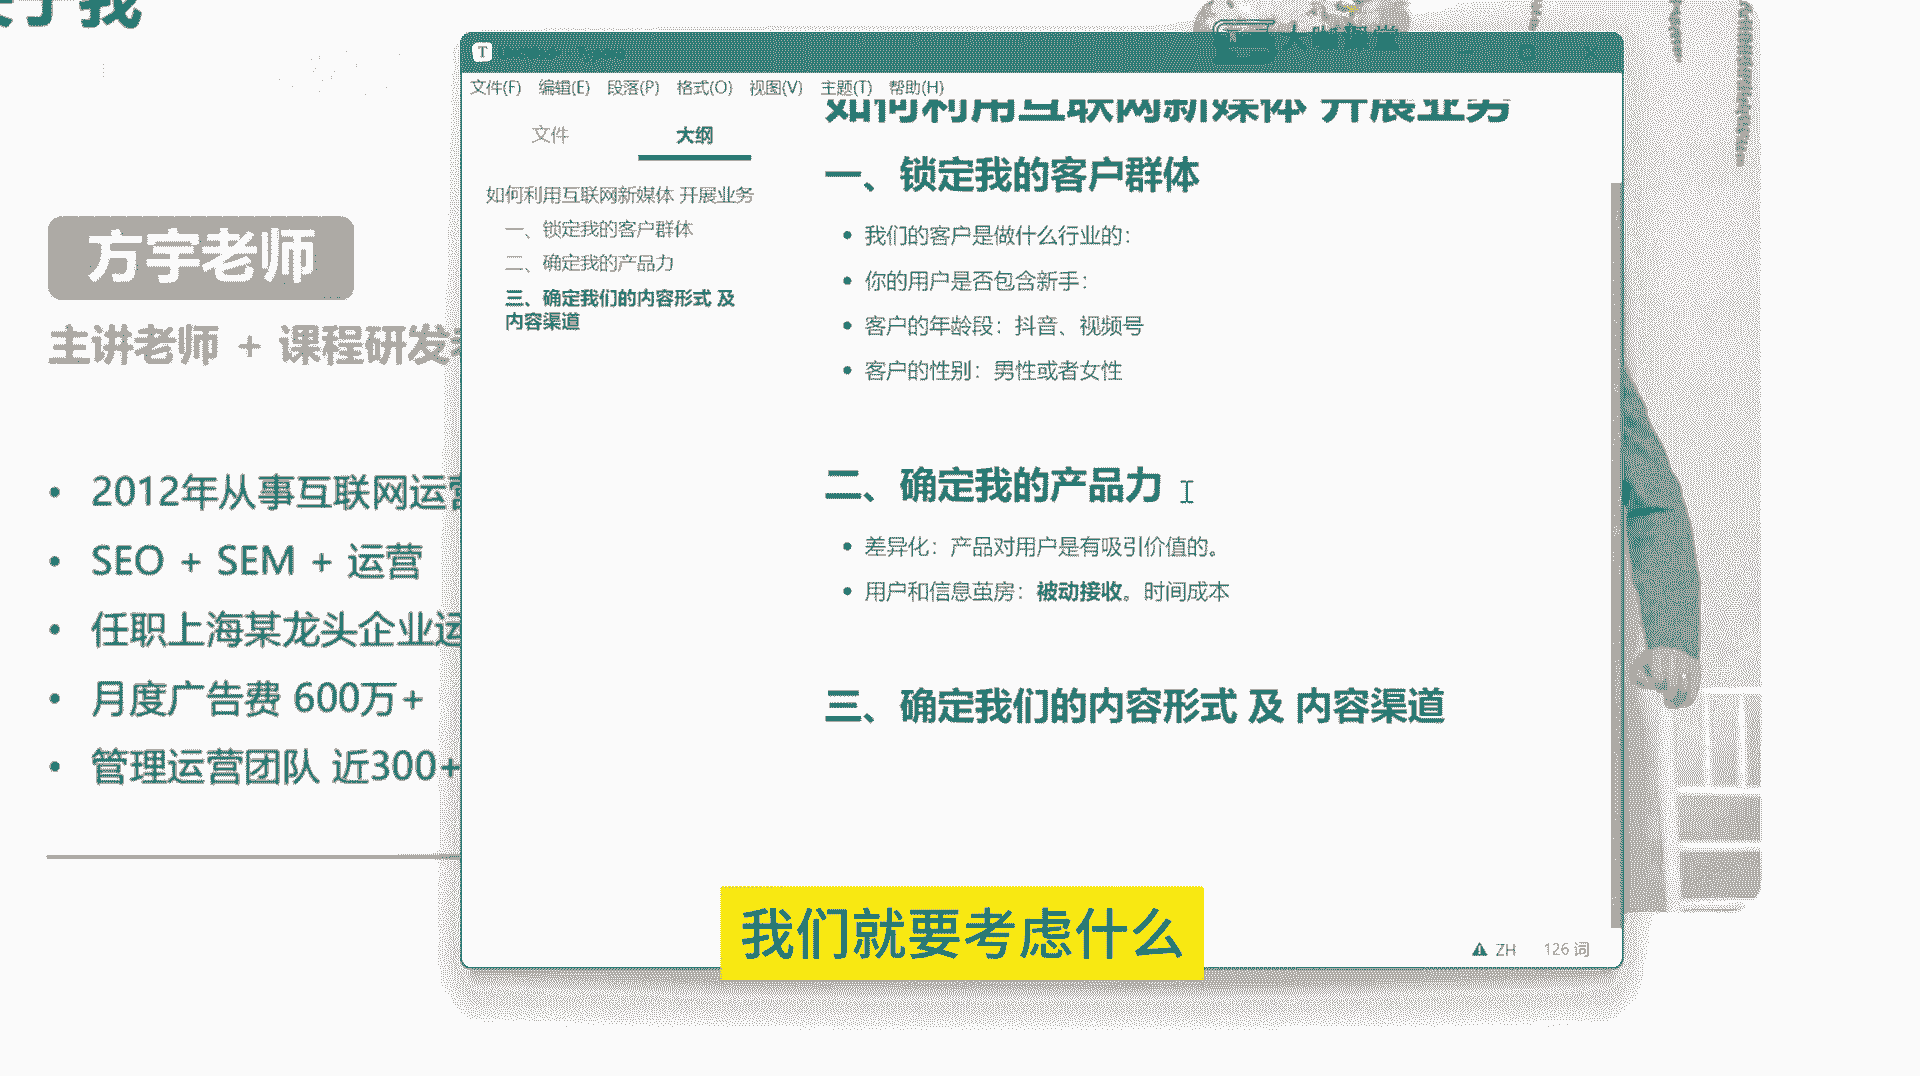 方宇老师
主讲老师 + 课程研发
• 2012年从事互联网运营
• SEO + SEM + 运营
• 任职上海某龙头企业运
• 月度广告费 600万+
• 管理运营团队 近300+
T
文件(F) 编辑(E) 段落(P) 格式(O) 视图(V) 主题(T) 帮助(H)
文件 大纲
如何利用互联网新媒体 开展业务
一、锁定我的客户群体
二、确定我的产品力
三、确定我们的内容形式 及
内容渠道
如何利用互联网新媒体 开展业务
一、锁定我的客户群体
• 我们的客户是做什么行业的：
• 你的用户是否包含新手：
• 客户的年龄段：抖音、视频号
• 客户的性别：男性或者女性
二、确定我的产品力
• 差异化：产品对用户是有吸引价值的。
• 用户和信息茧房：被动接收。时间成本
三、确定我们的内容形式 及 内容渠道
ZH 126 词
我们就要考虑什么